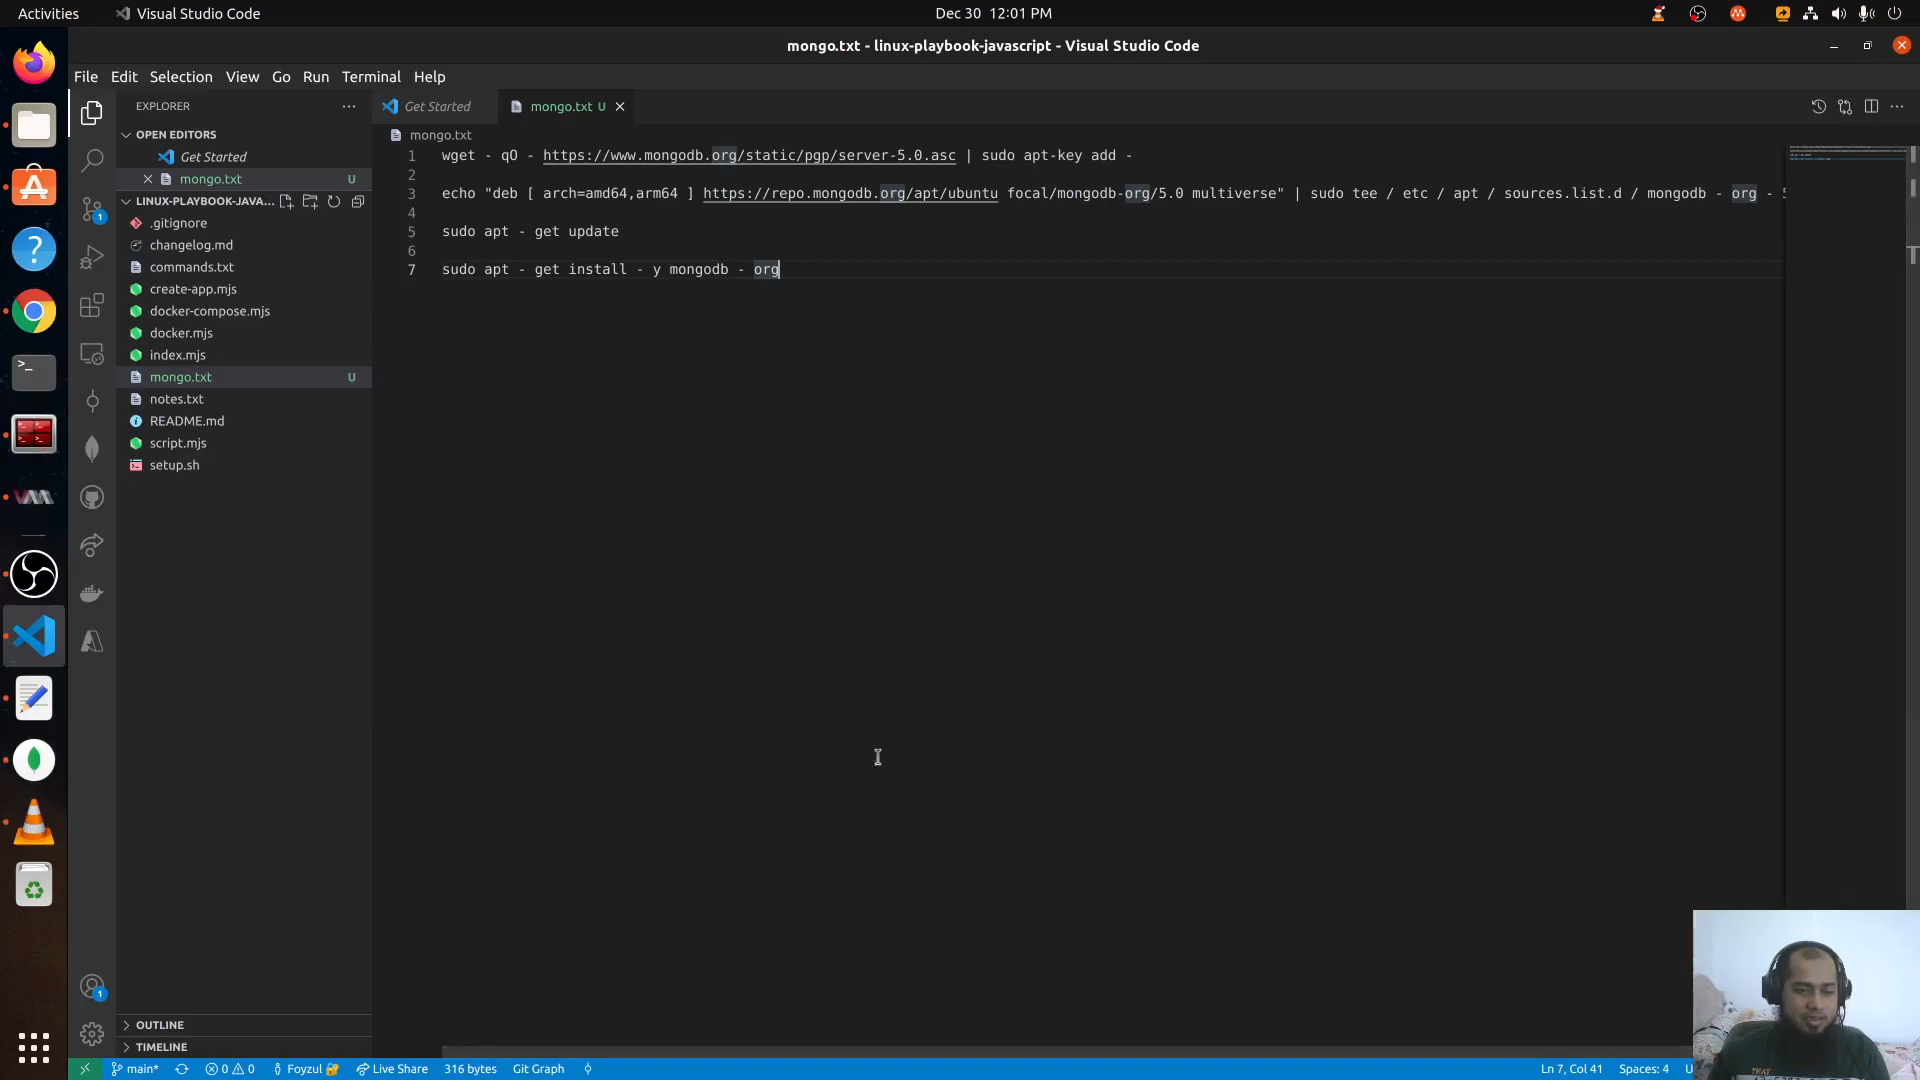 Activities
Visual Studio Code
Dec 30 12:01 PM
mongo.txt - linux-playbook-javascript - Visual Studio Code
File Edit Selection View Go Run Terminal Help
EXPLORER
Get Started
mongo.txt U
OPEN EDITORS
mongo.txt
Get Started
mongo.txt U
LINUX-PLAYBOOK-JAVA...
.gitignore
changelog.md
commands.txt
create-app.mjs
docker-compose.mjs
docker.mjs
index.mjs
mongo.txt U
notes.txt
README.md
script.mjs
setup.sh
1 wget - qO - https://www.mongodb.org/static/pgp/server-5.0.asc | sudo apt-key add -
2
3 echo "deb [ arch=amd64,arm64 ] https://repo.mongodb.org/apt/ubuntu focal/mongodb-org/5.0 multiverse" | sudo tee / etc / apt / sources.list.d / mongodb - org -
4
5 sudo apt - get update
6
7 sudo apt - get install - y mongodb - org
1
1
OUTLINE
TIMELINE
main* 0 0 Foyzul Live Share 316 bytes Git Graph
Ln 7, Col 41 Spaces: 4